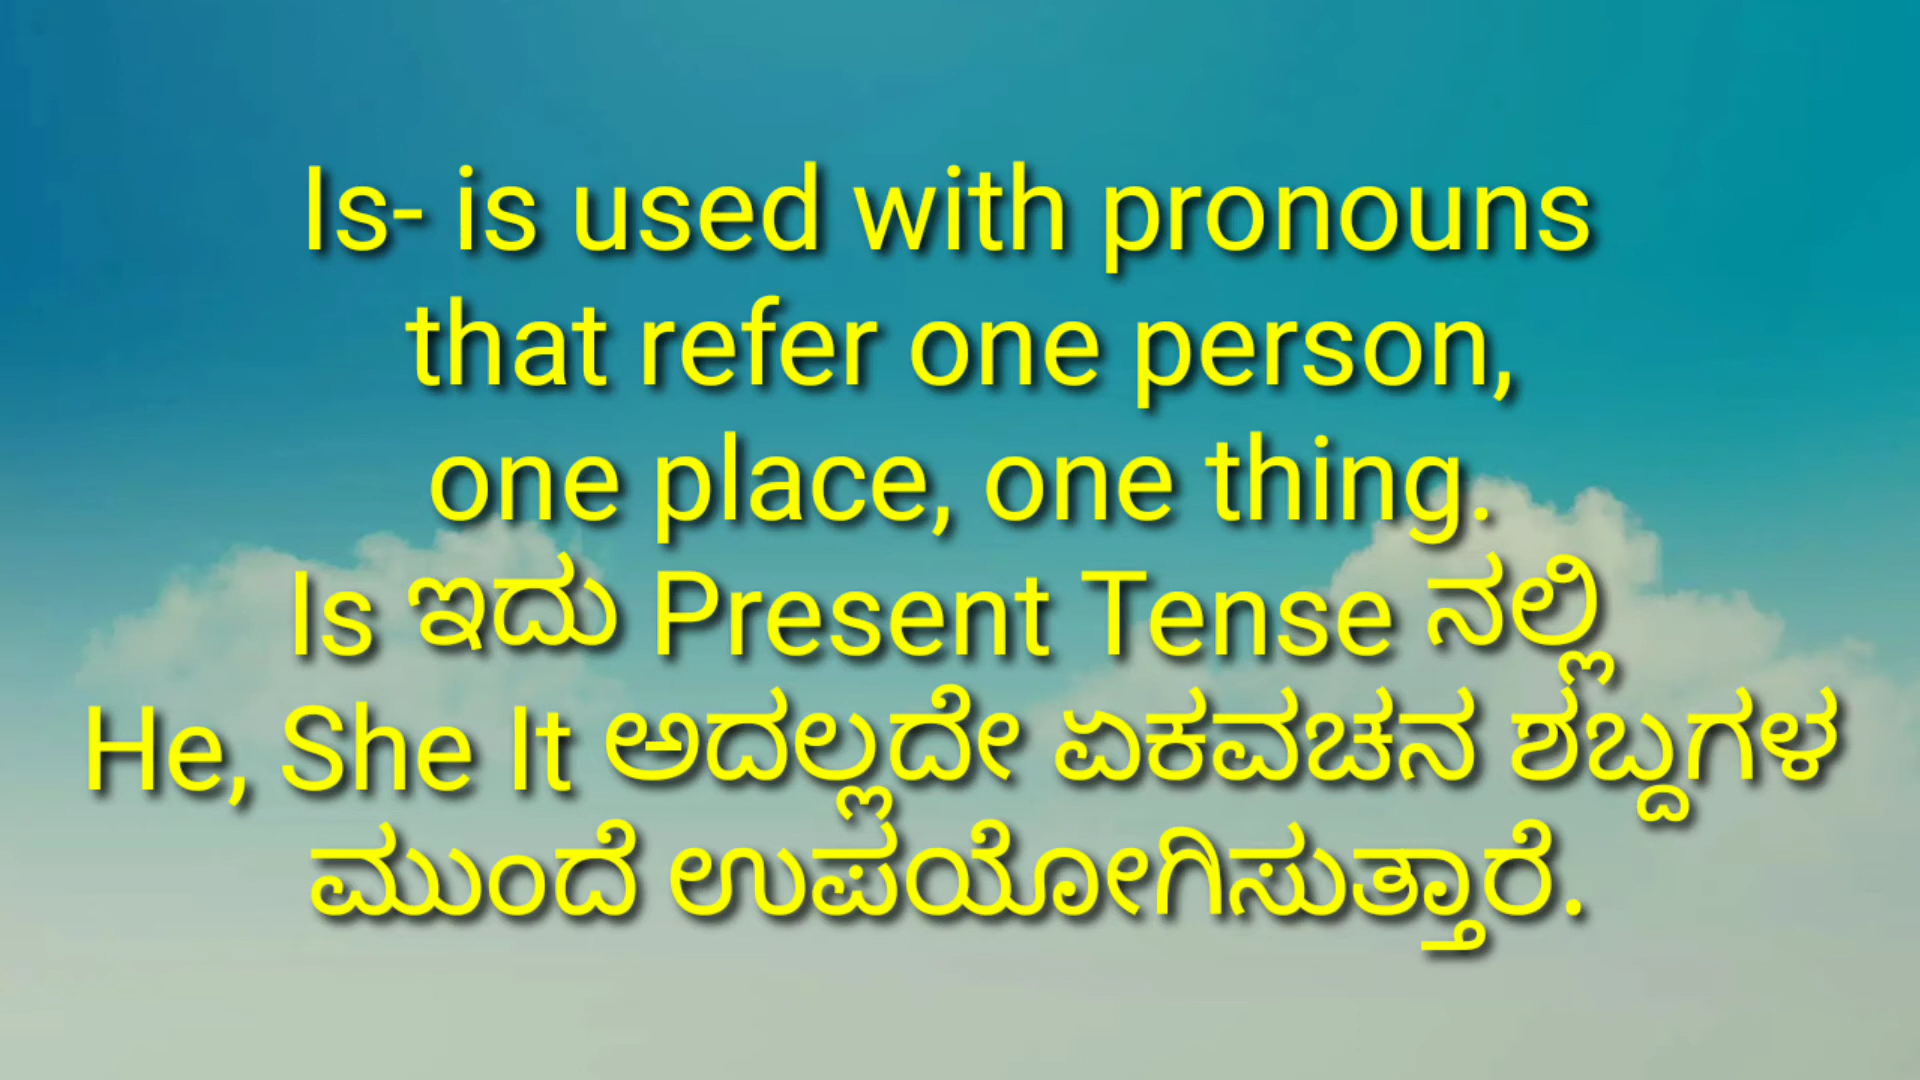 Is- is used with pronouns
that refer one person,
one place, one thing.
Is ಇದು Present Tense ನಲ್ಲಿ
He, She It ಅದಲ್ಲದೇ ಏಕವಚನ ಶಬ್ದಗಳ
ಮುಂದೆ ಉಪಯೋಗಿಸುತ್ತಾರೆ.